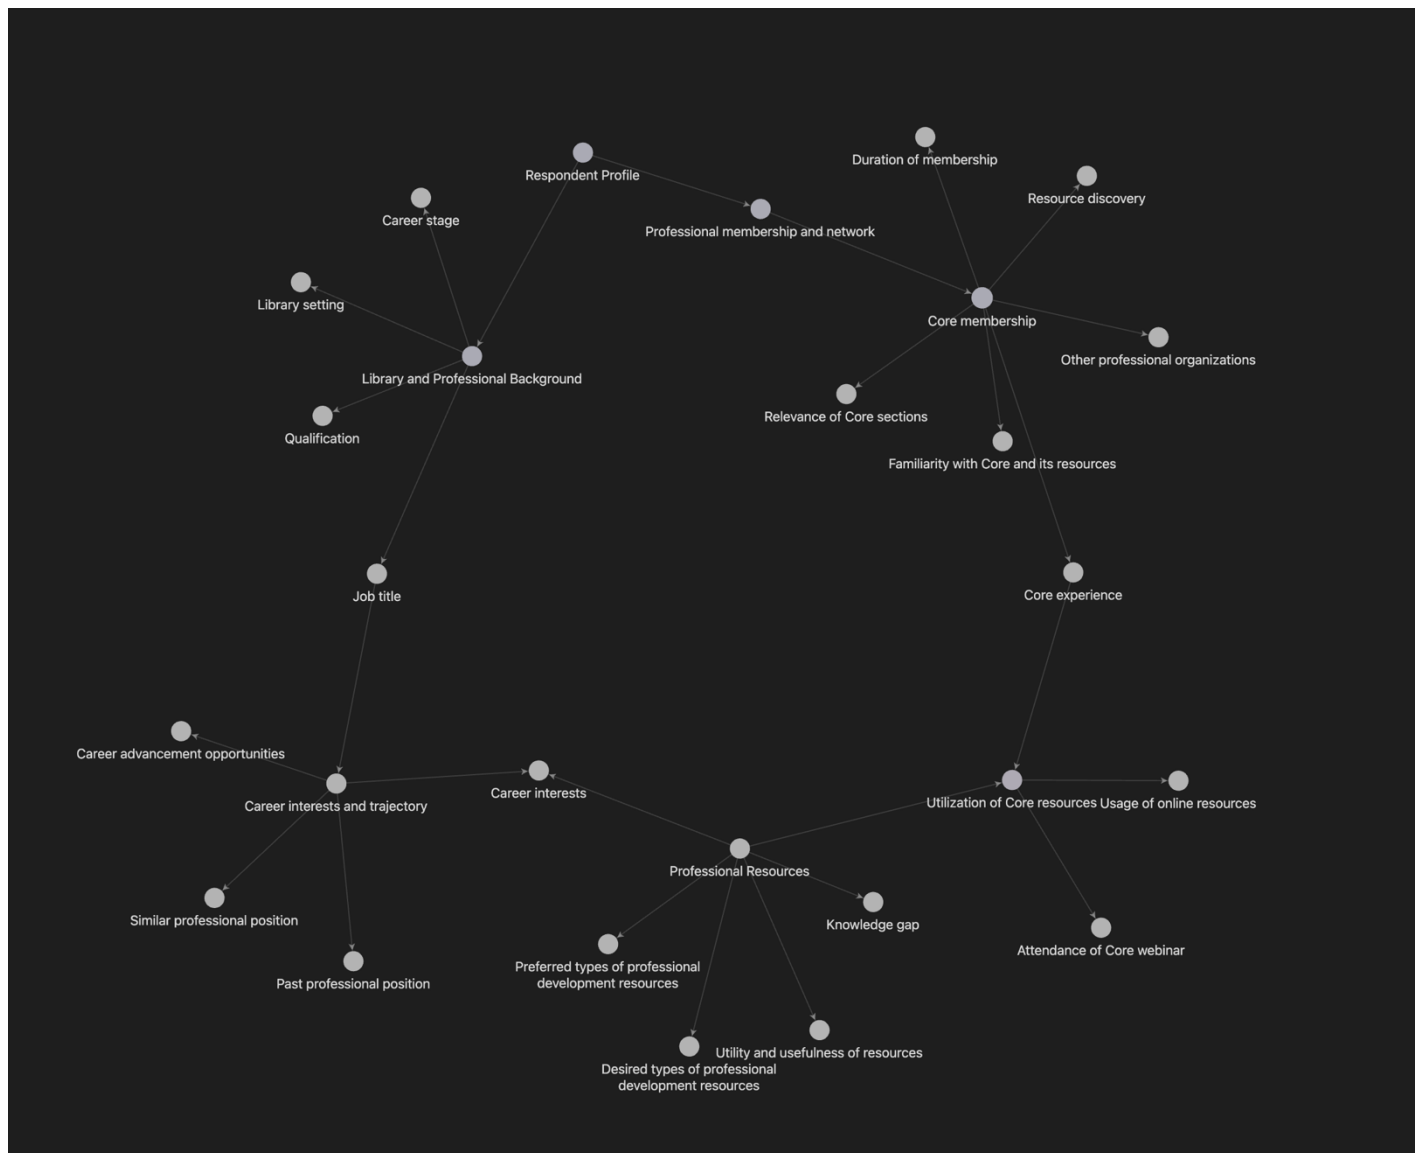 Duration of membership
Respondent Profile
Resource discovery
Career stage
Professional membership and network
Library setting
Core membership
Other professional organizations
Library and Professional Background
Relevance of Core sections
Qualification
Familiarity with Core and its resources
Job title
Core experience
Career advancement opportunities
Career interests
Career interests and trajectory
Utilization of Core resources
Usage of online resources
Professional Resources
Similar professional position
Knowledge gap
Attendance of Core webinar
Preferred types of professional
development resources
Past professional position
Utility and usefulness of resources
Desired types of professional
development resources